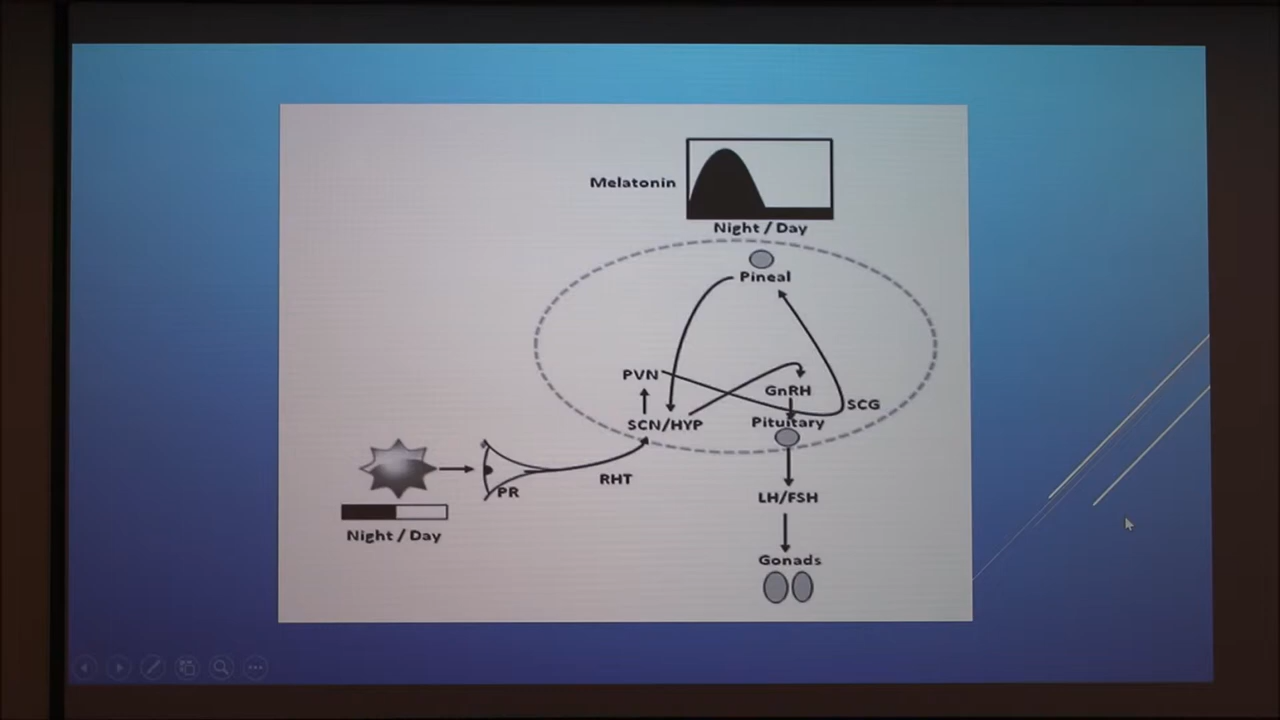 Melatonin
Night / Day
Pineal
PVN
GnRH
SCG
SCN/HYP
Pituitary
PR
RHT
LH/FSH
Night / Day
Gonads